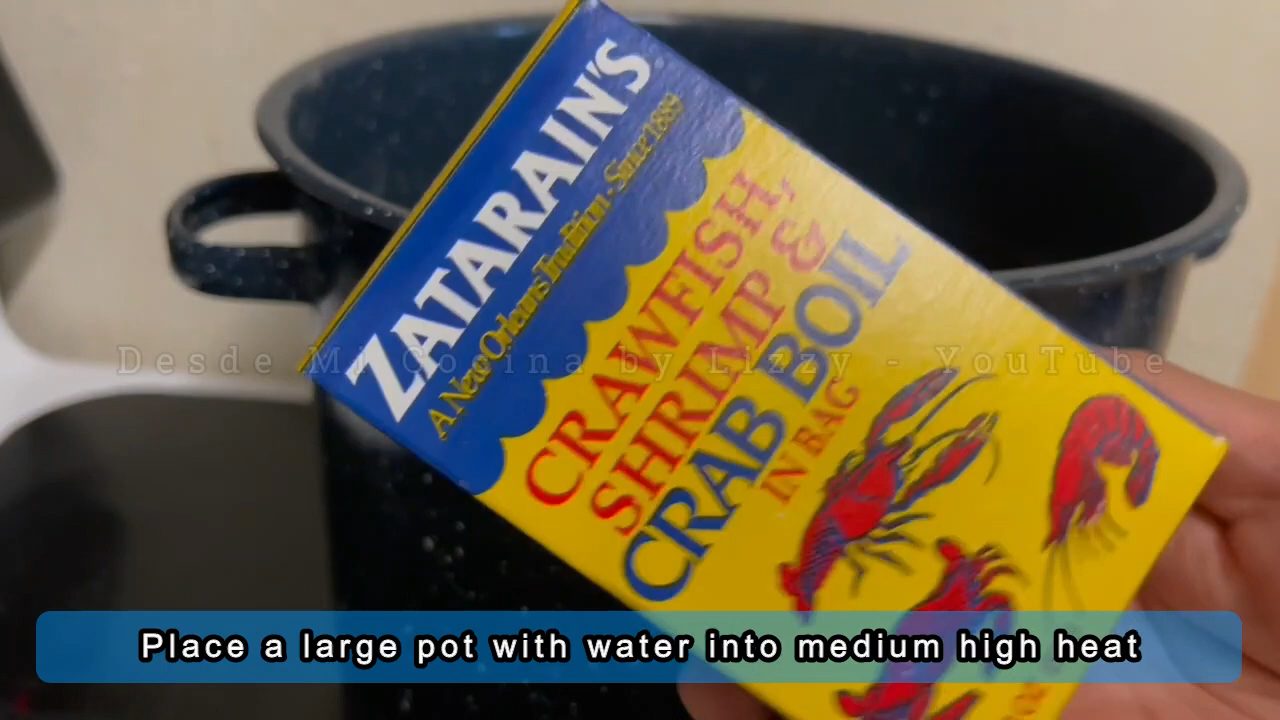 ZATARAIN'S
A New Orleans Tradition - Since 1889
CRAWFISH,
SHRIMP &
CRAB BOIL
IN BAG
Desde Mi Cocina by Lizzy - YouTube
Place a large pot with water into medium high heat